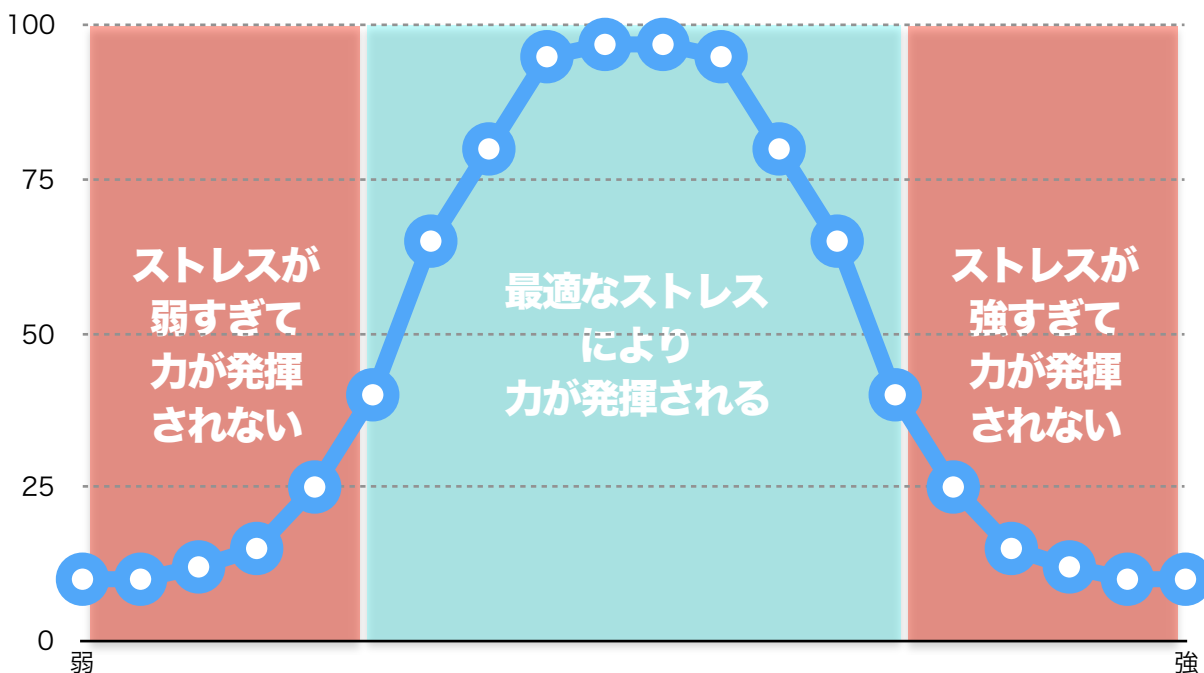 100
75
50
25
0
ストレスが
弱すぎて
力が発揮
されない
最適なストレス
により
力が発揮される
ストレスが
強すぎて
力が発揮
されない
弱
強